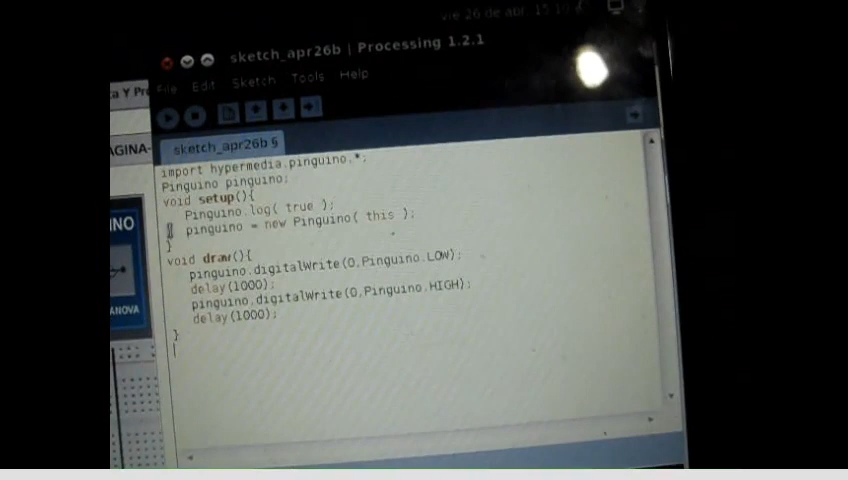 vie 26 de abr, 15:10
sketch_apr26b | Processing 1.2.1
File Edit Sketch Tools Help
a Y Pr
AGINA-
sketch_apr26b §
import hypermedia.pinguino.*;
Pinguino pinguino;
void setup(){
Pinguino.log( true );
pinguino = new Pinguino( this );
}
void draw(){
pinguino.digitalWrite(0,Pinguino.LOW);
delay(1000);
pinguino.digitalWrite(0,Pinguino.HIGH);
delay(1000);
}
INO
ANOVA